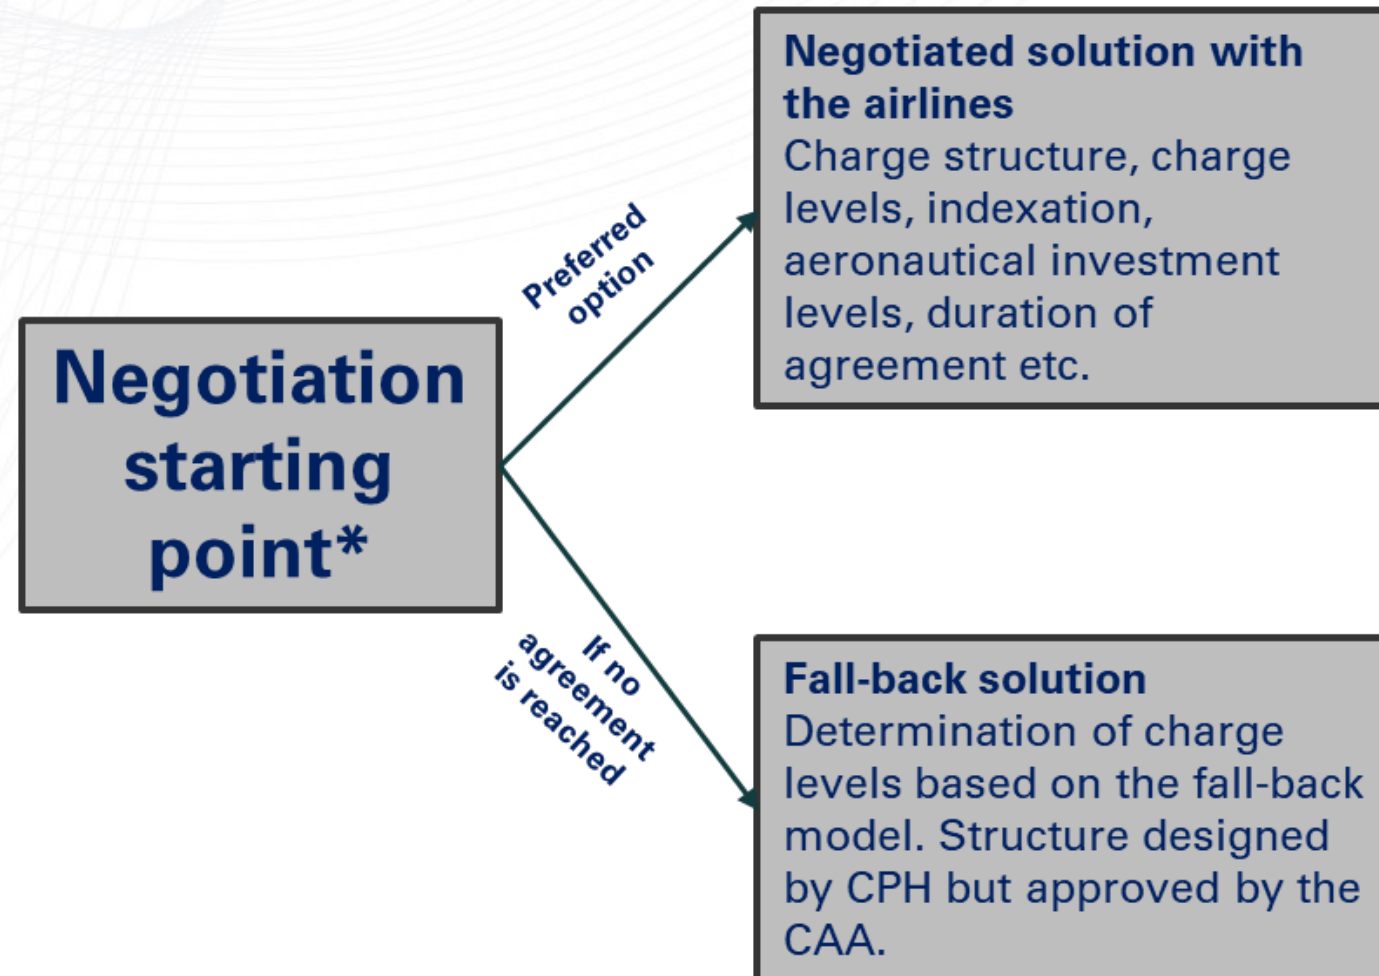 Negotiation
starting
point*
Preferred
option
Negotiated solution with
the airlines
Charge structure, charge
levels, indexation,
aeronautical investment
levels, duration of
agreement etc.
If no
agreement
is reached
Fall-back solution
Determination of charge
levels based on the fall-back
model. Structure designed
by CPH but approved by the
CAA.